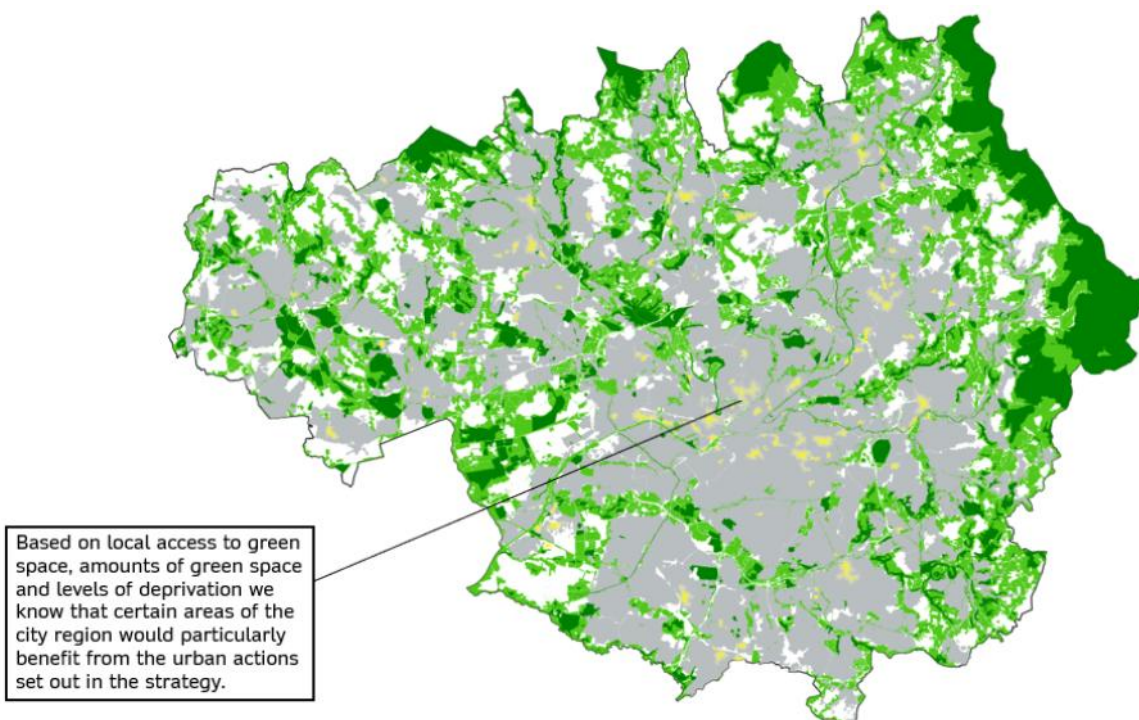 Based on local access to green
space, amounts of green space
and levels of deprivation we
know that certain areas of the
city region would particularly
benefit from the urban actions
set out in the strategy.